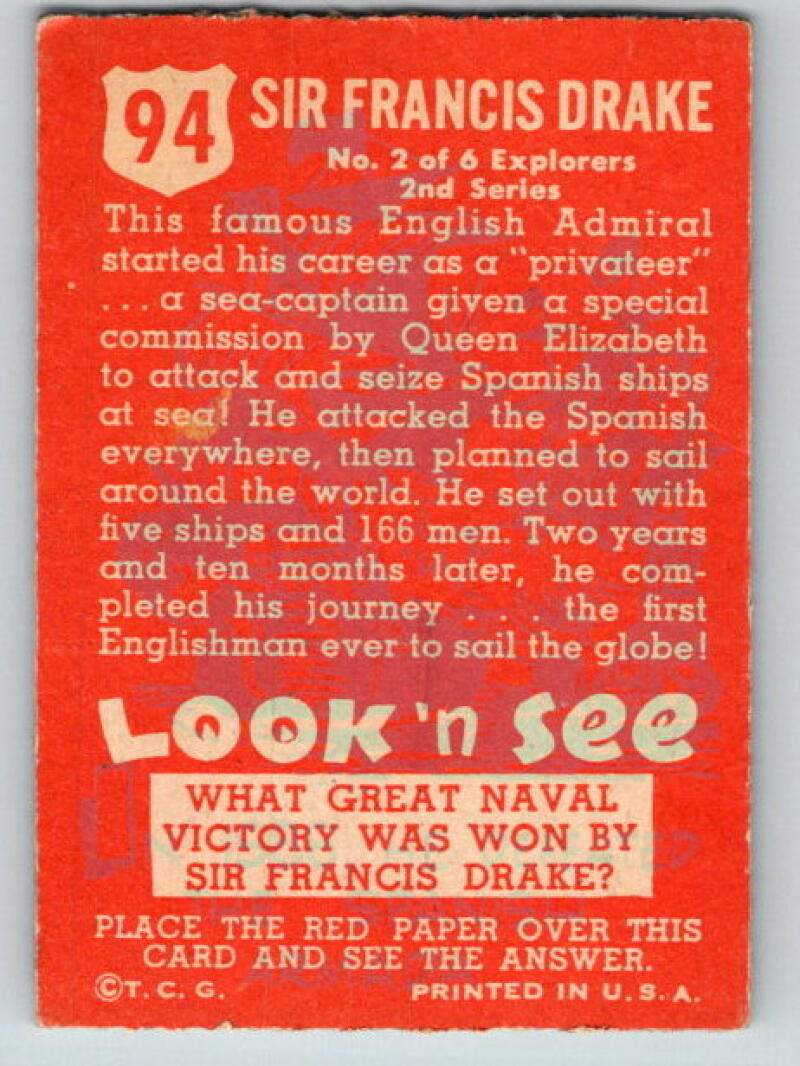 94 SIR FRANCIS DRAKE
No. 2 of 6 Explorers
2nd Series
This famous English Admiral
started his career as a "privateer"
...a sea-captain given a special
commission by Queen Elizabeth
to attack and seize Spanish ships
at sea! He attacked the Spanish
everywhere, then planned to sail
around the world. He set out with
five ships and 166 men. Two years
and ten months later, he com-
pleted his journey . . . the first
Englishman ever to sail the globe!
LOOK 'n See
WHAT GREAT NAVAL
VICTORY WAS WON BY
SIR FRANCIS DRAKE?
PLACE THE RED PAPER OVER THIS
CARD AND SEE THE ANSWER.
©T. C. G. PRINTED IN U.S.A.